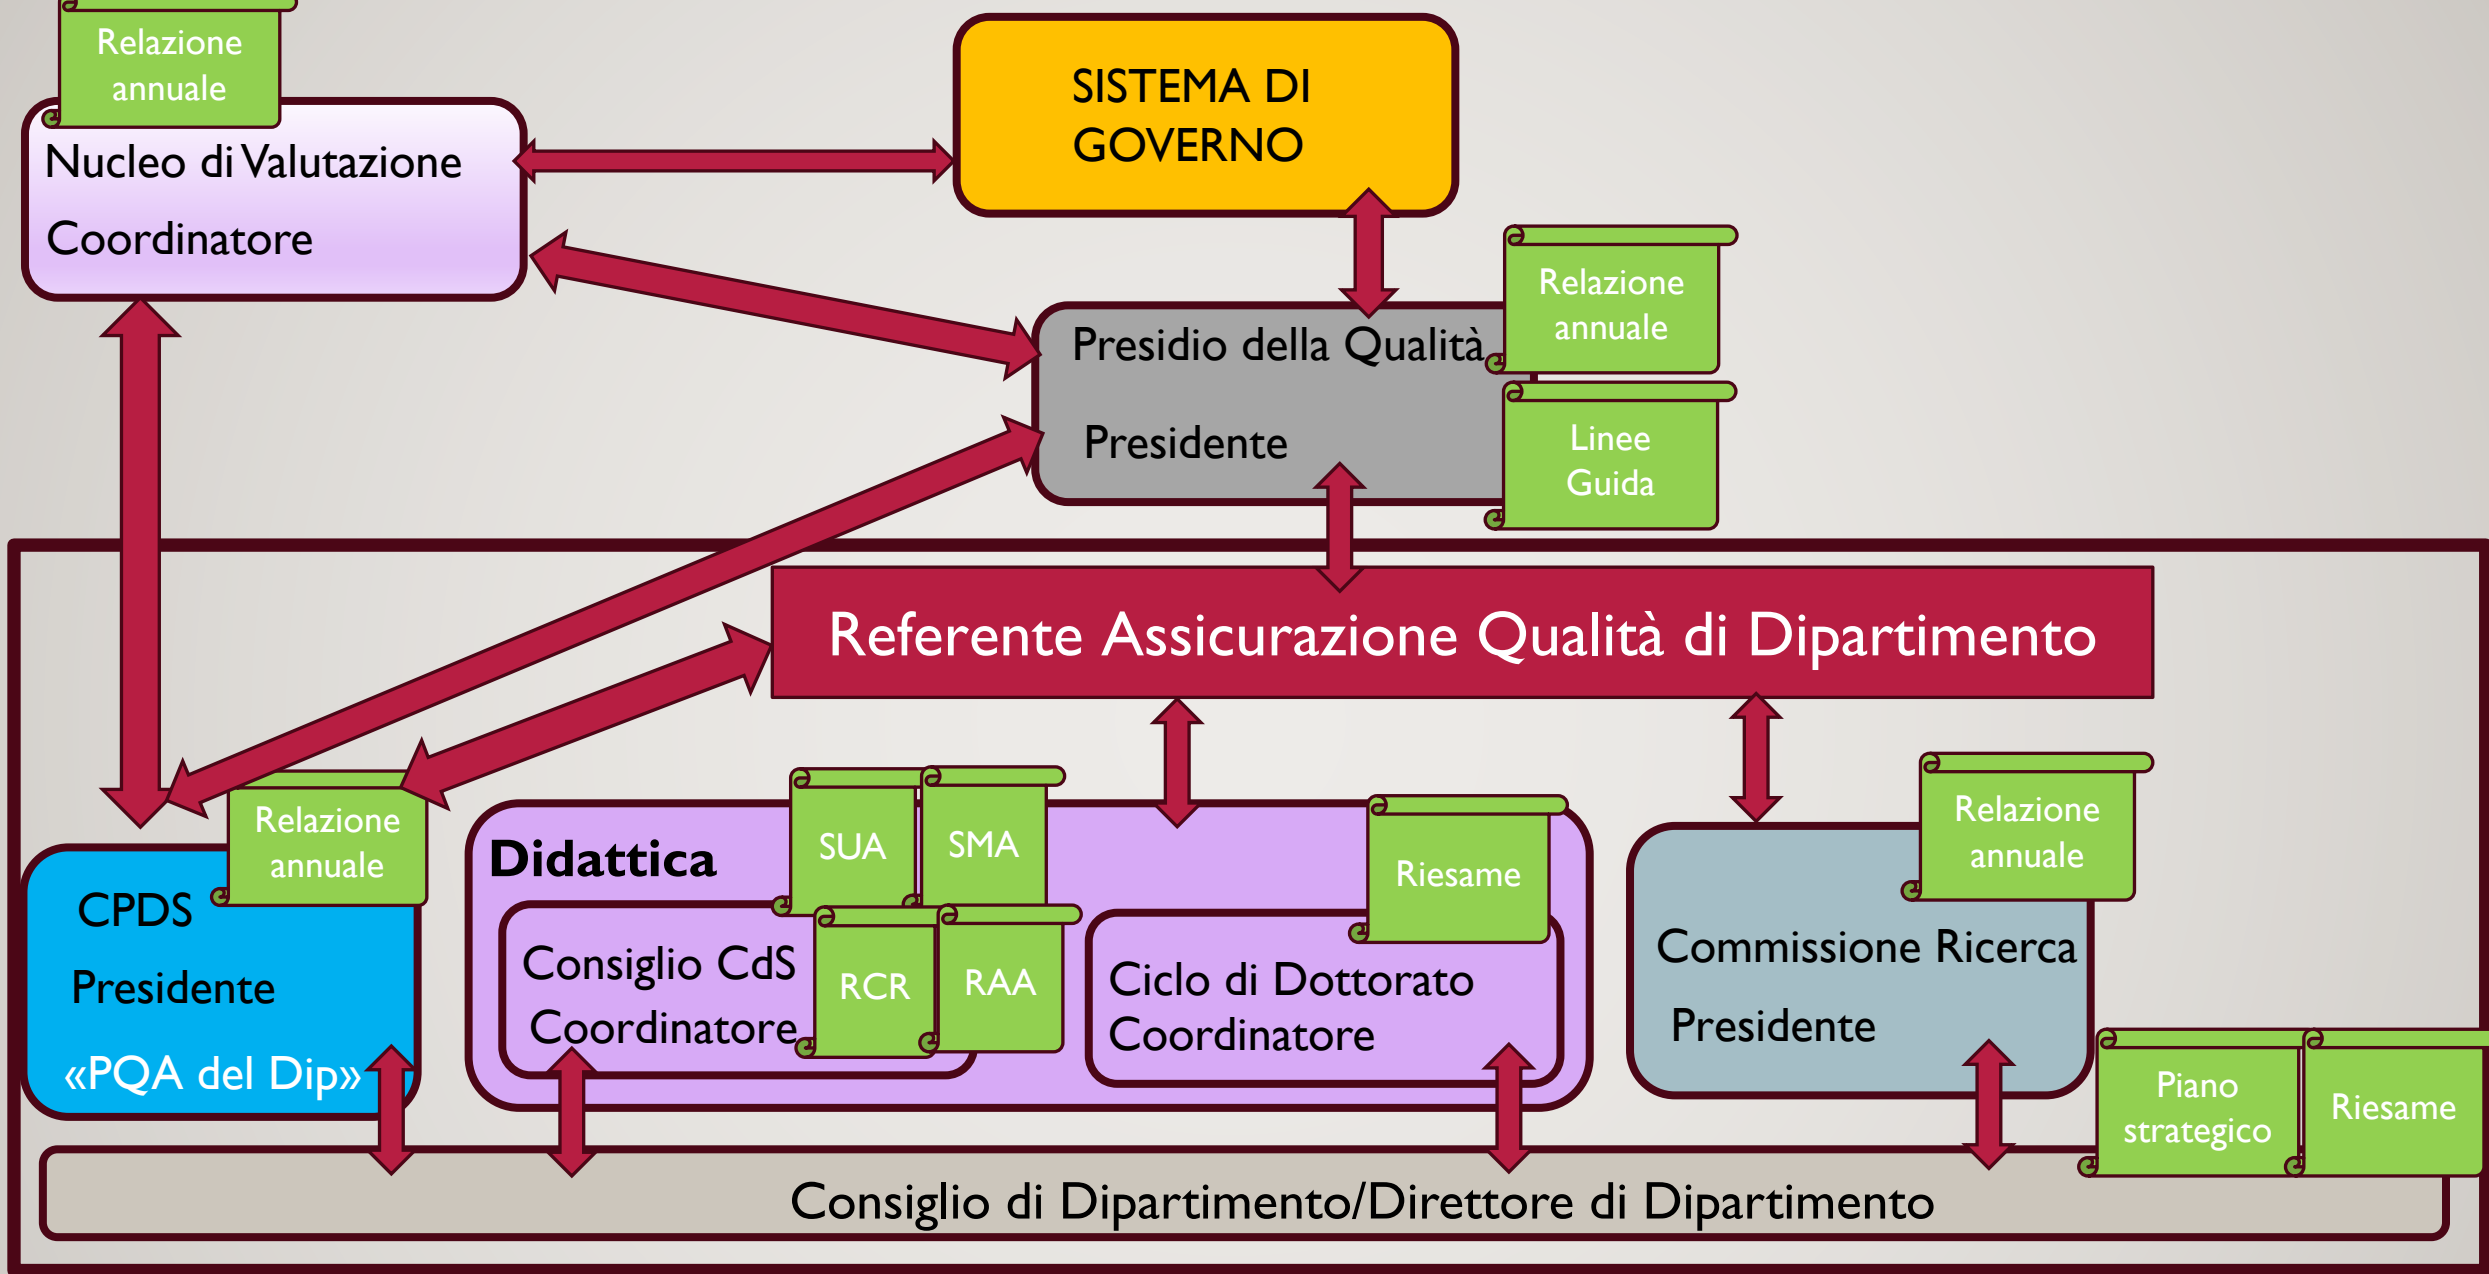 Relazione
annuale
Nucleo di Valutazione
Coordinatore
SISTEMA DI
GOVERNO
Relazione
annuale
Presidio della Qualità
Presidente
Linee
Guida
Referente Assicurazione Qualità di Dipartimento
Relazione
annuale
CPDS
Presidente
«PQA del Dip»
Didattica
SUA
SMA
Consiglio CdS
Coordinatore
RCR
RAA
Riesame
Ciclo di Dottorato
Coordinatore
Relazione
annuale
Commissione Ricerca
Presidente
Piano
strategico
Riesame
Consiglio di Dipartimento/Direttore di Dipartimento